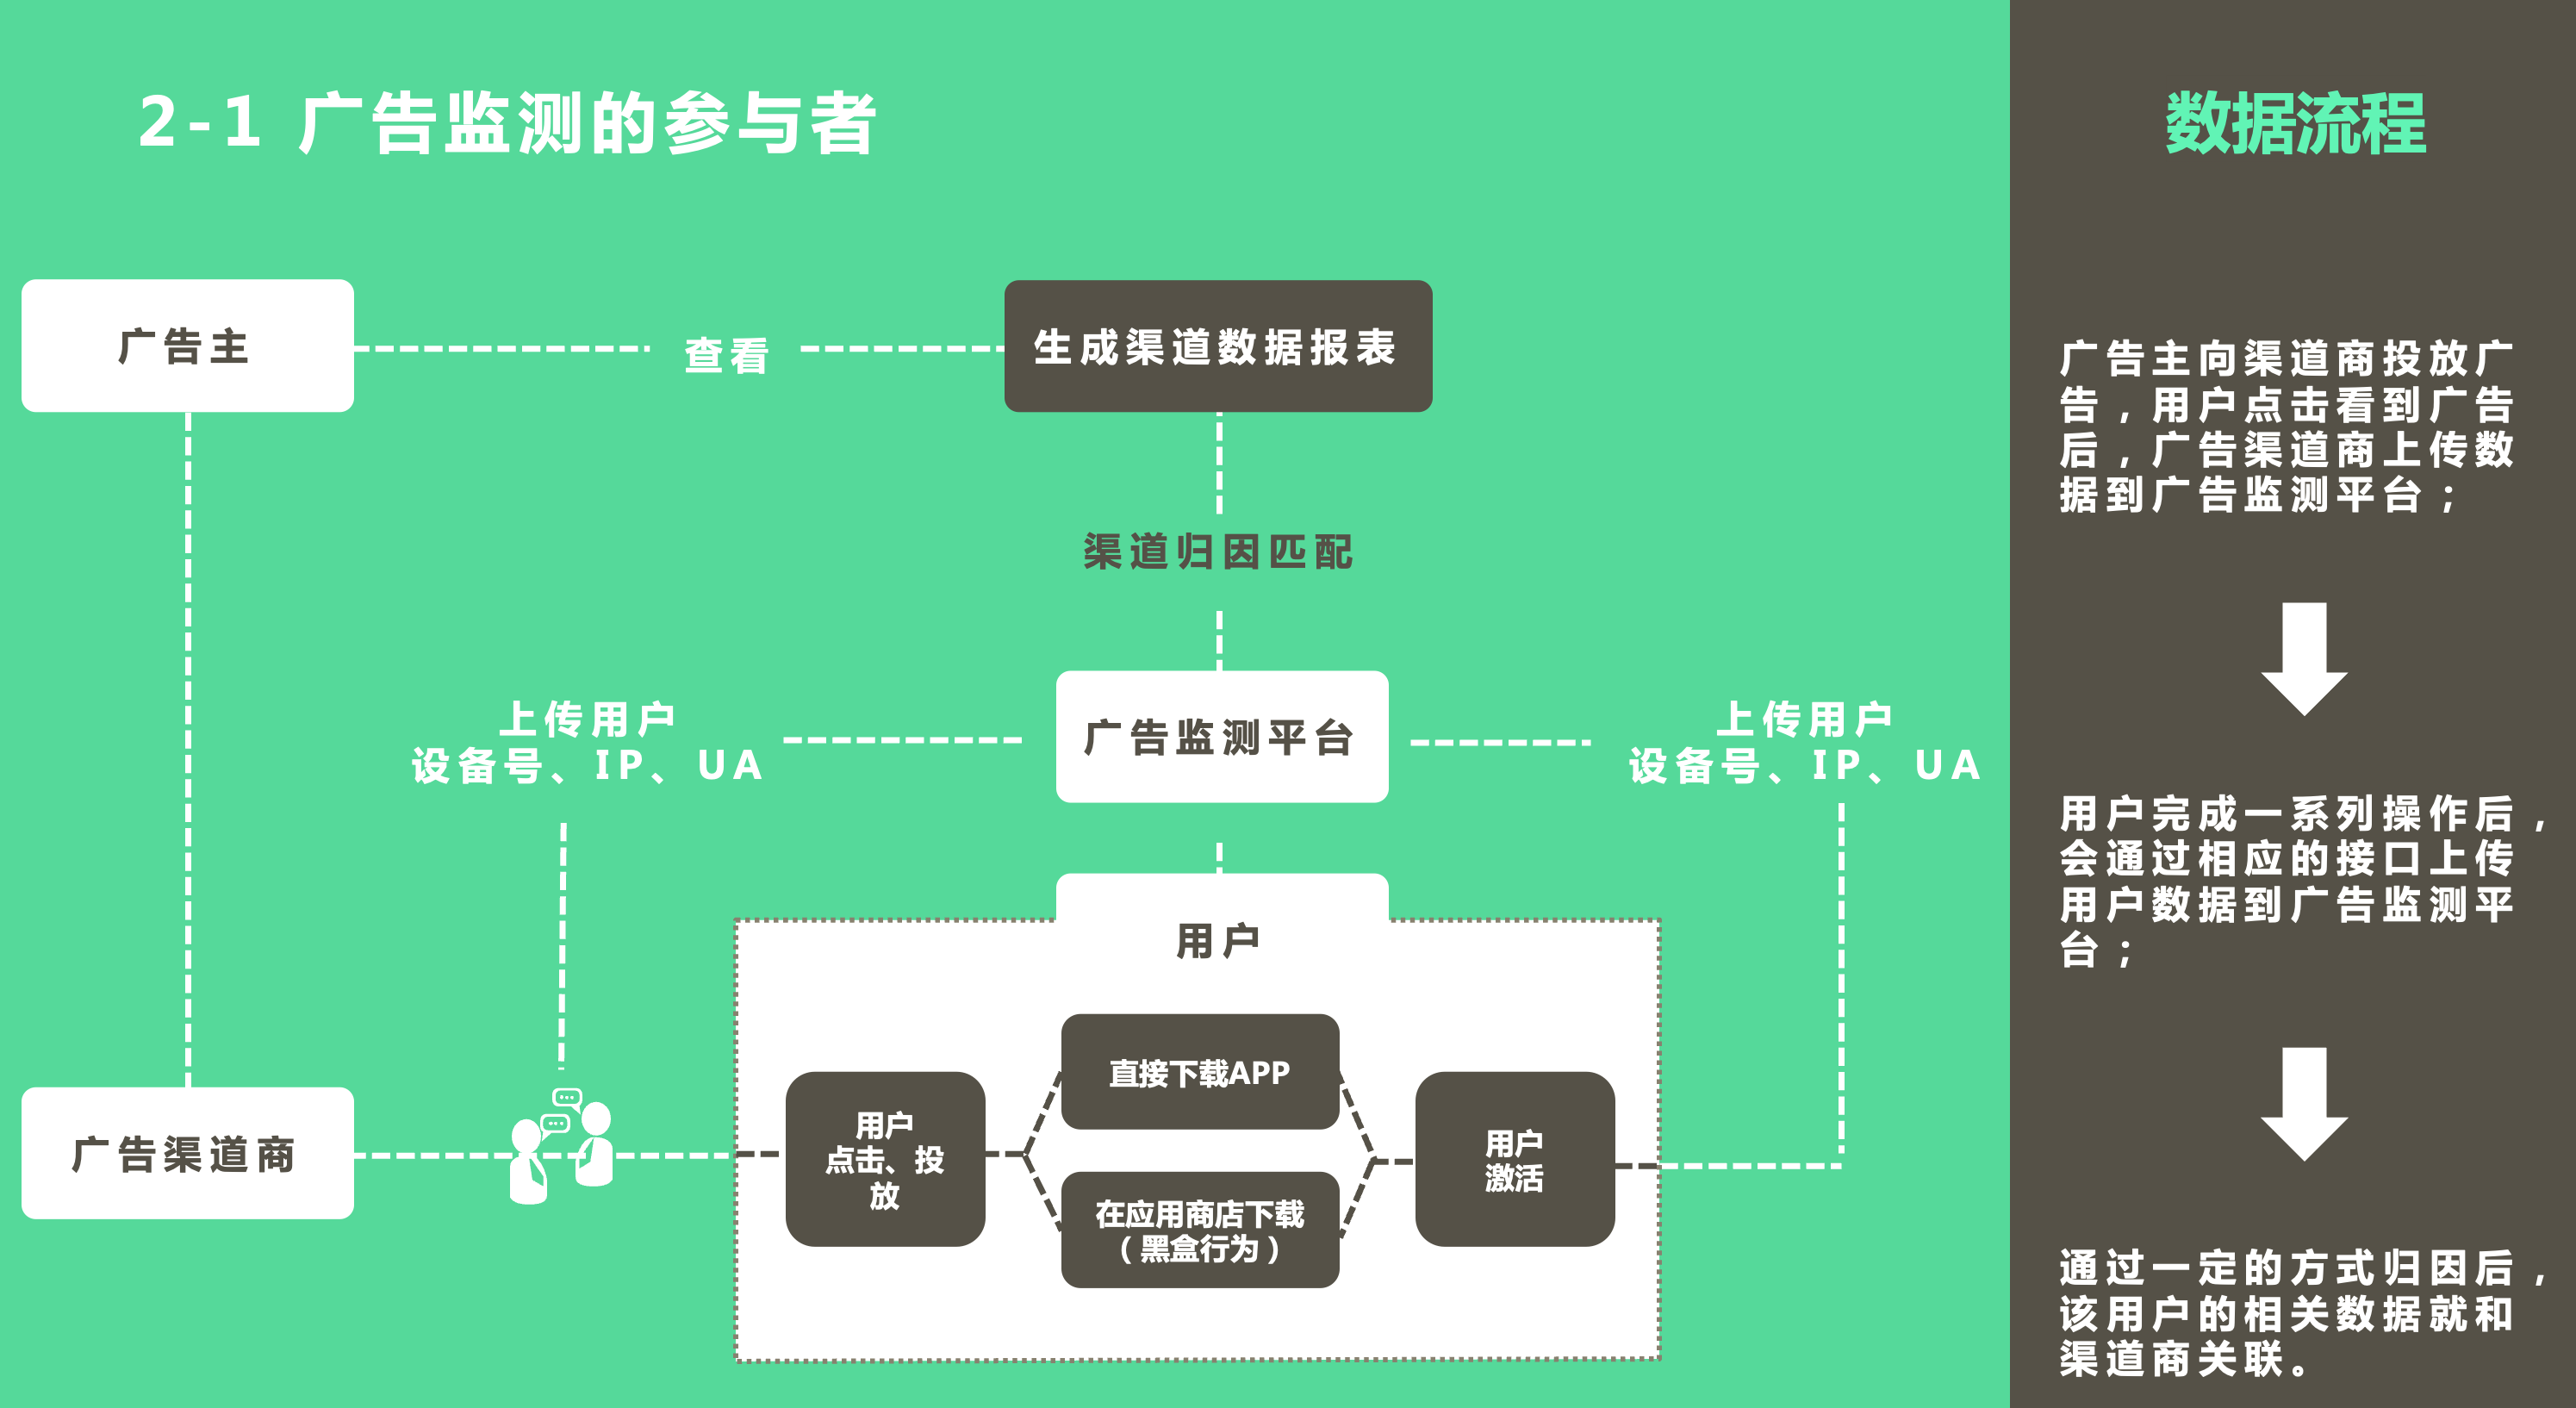 2-1 广告监测的参与者
数据流程
广告主
查看
生成渠道数据报表
渠道归因匹配
上传用户
设备号、IP、UA
广告监测平台
上传用户
设备号、IP、UA
用户
广告渠道商
用户
点击、投
放
直接下载APP
在应用商店下载
（黑盒行为）
用户
激活
广告主向渠道商投放广
告，用户点击看到广告
后，广告渠道商上传数
据到广告监测平台；
用户完成一系列操作后，
会通过相应的接口上传
用户数据到广告监测平
台；
通过一定的方式归因后，
该用户的相关数据就和
渠道商关联。